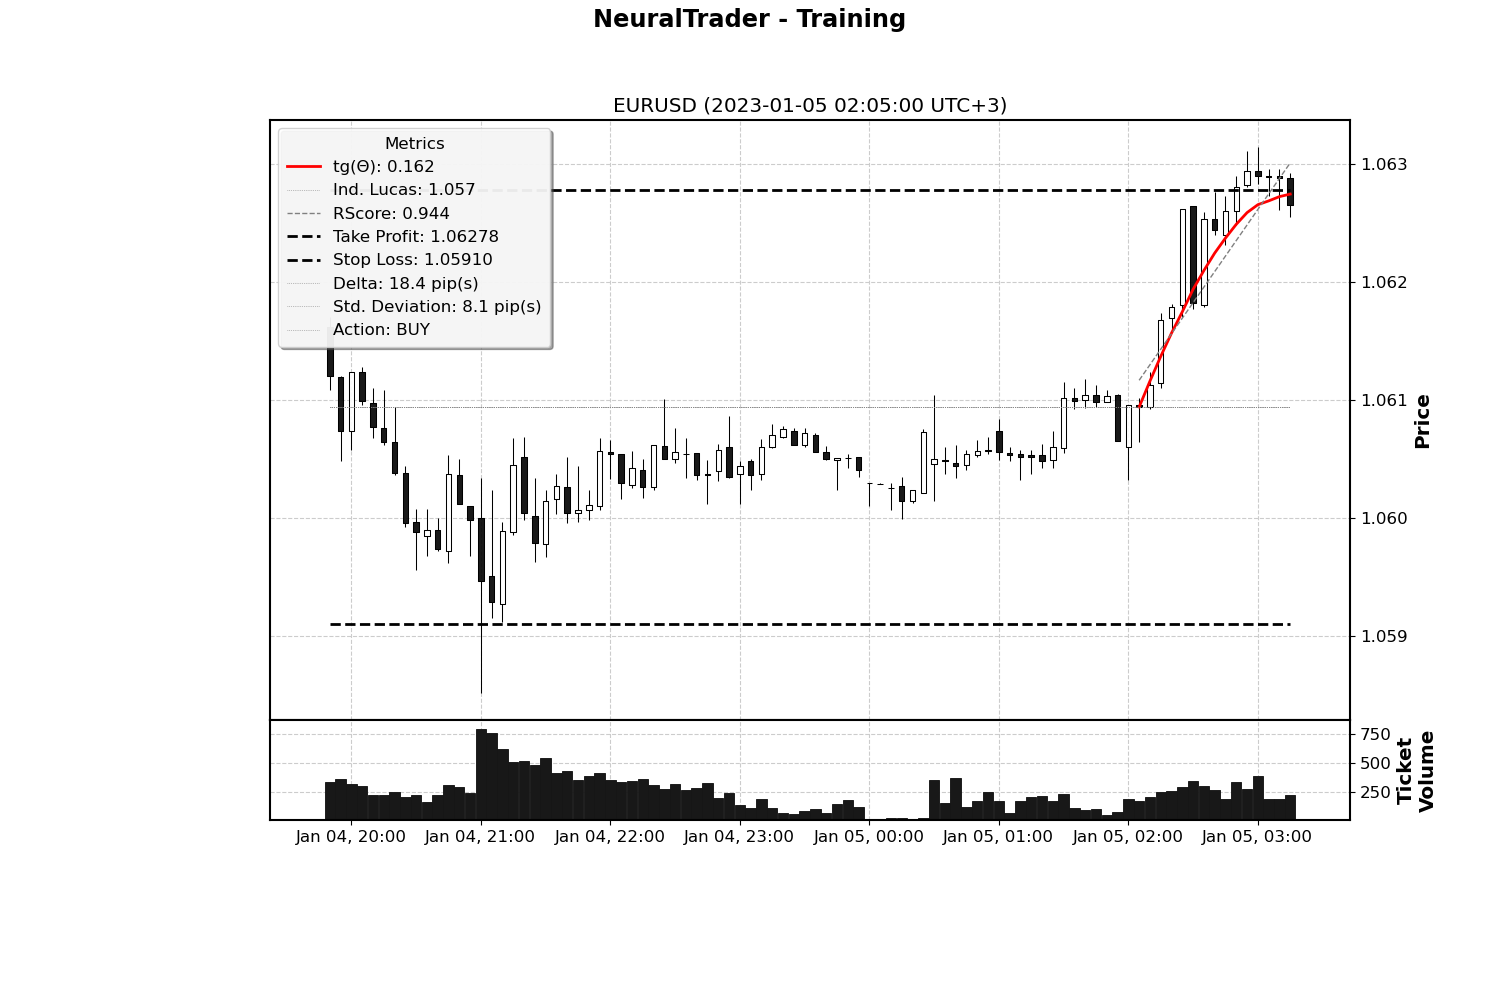 NeuralTrader - Training
EURUSD (2023-01-05 02:05:00 UTC+3)
Metrics
tg(Θ): 0.162
Ind. Lucas: 1.057
RScore: 0.944
Take Profit: 1.06278
Stop Loss: 1.05910
Delta: 18.4 pip(s)
Std. Deviation: 8.1 pip(s)
Action: BUY
1.063
1.062
1.061
1.060
1.059
Price
750
500
250
Ticket
Volume
Jan 04, 20:00
Jan 04, 21:00
Jan 04, 22:00
Jan 04, 23:00
Jan 05, 00:00
Jan 05, 01:00
Jan 05, 02:00
Jan 05, 03:00